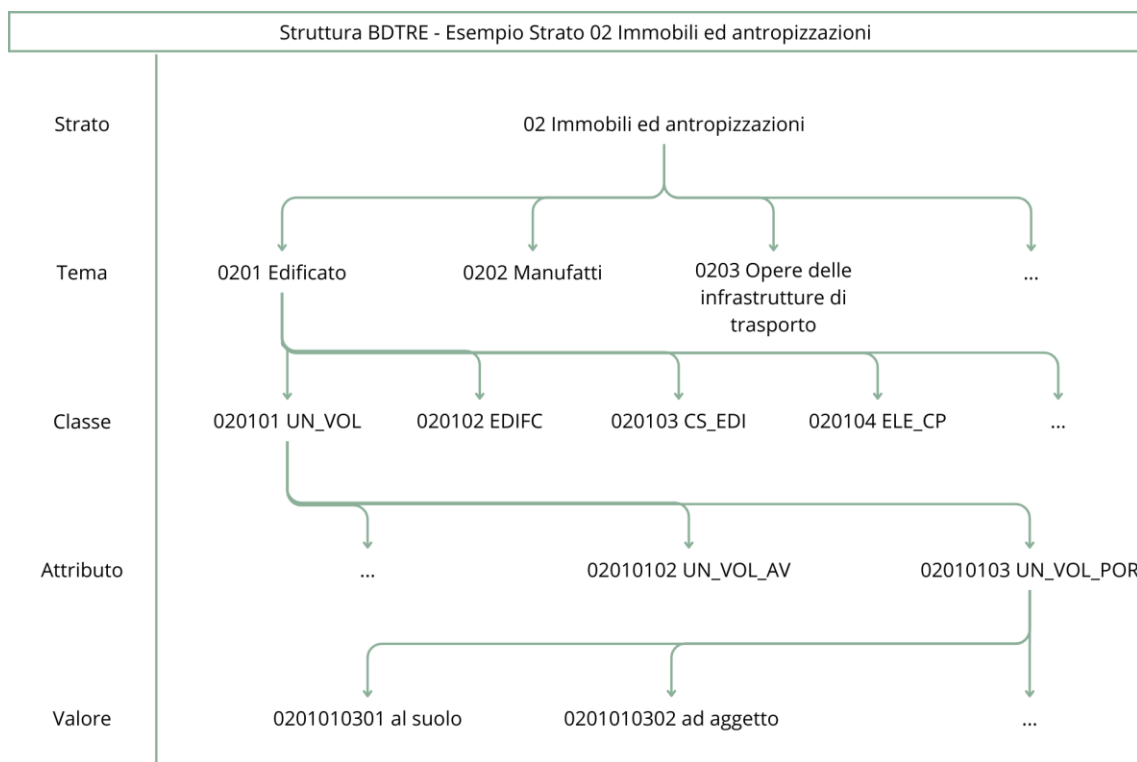 Struttura BDTRE - Esempio Strato 02 Immobili ed antropizzazioni
Strato
02 Immobili ed antropizzazioni
Tema
0201 Edificato
0202 Manufatti
0203 Opere delle
infrastrutture di
trasporto
...
Classe
020101 UN_VOL
020102 EDIFC
020103 CS_EDI
020104 ELE_CP
...
Attributo
...
02010102 UN_VOL_AV
02010103 UN_VOL_POR
Valore
0201010301 al suolo
0201010302 ad aggetto
...